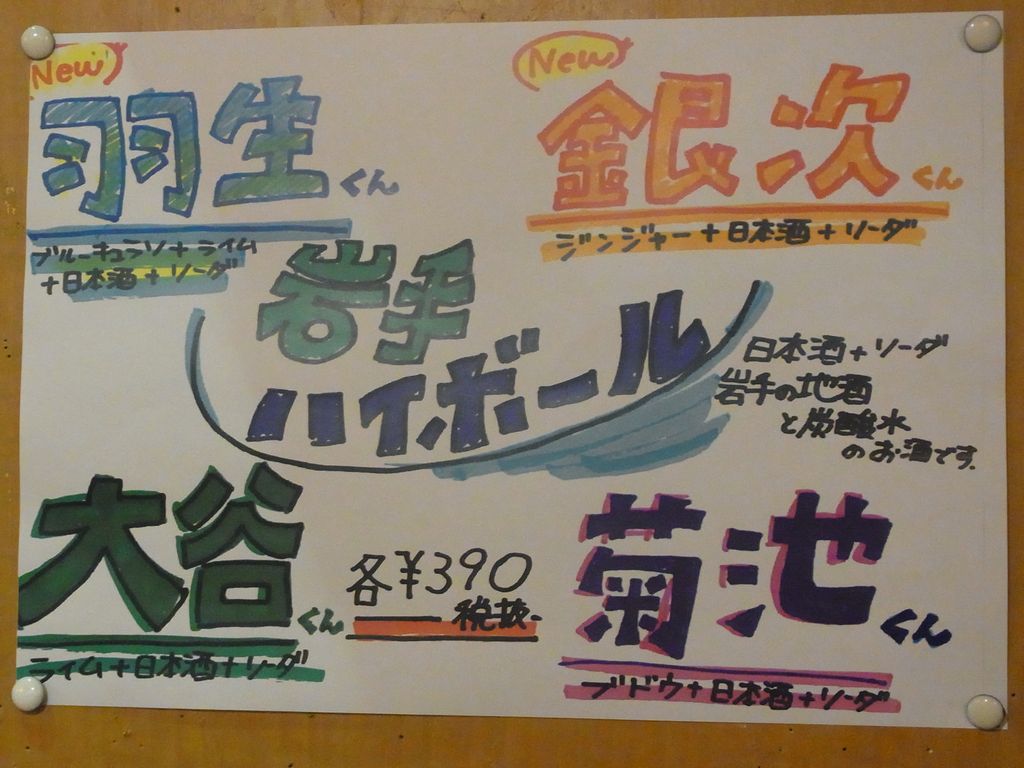 New
羽生くん
ブルーキュラソ+ライム
+日本酒+ソーダ
New
銀次くん
ジンジャー+日本酒+ソーダ
岩手
ハイボール
日本酒+ソーダ
岩手の地酒
と炭酸水
のお酒です。
大谷くん
ライム+日本酒+ソーダ
各¥390
税抜
菊池くん
ブドウ+日本酒+ソーダ